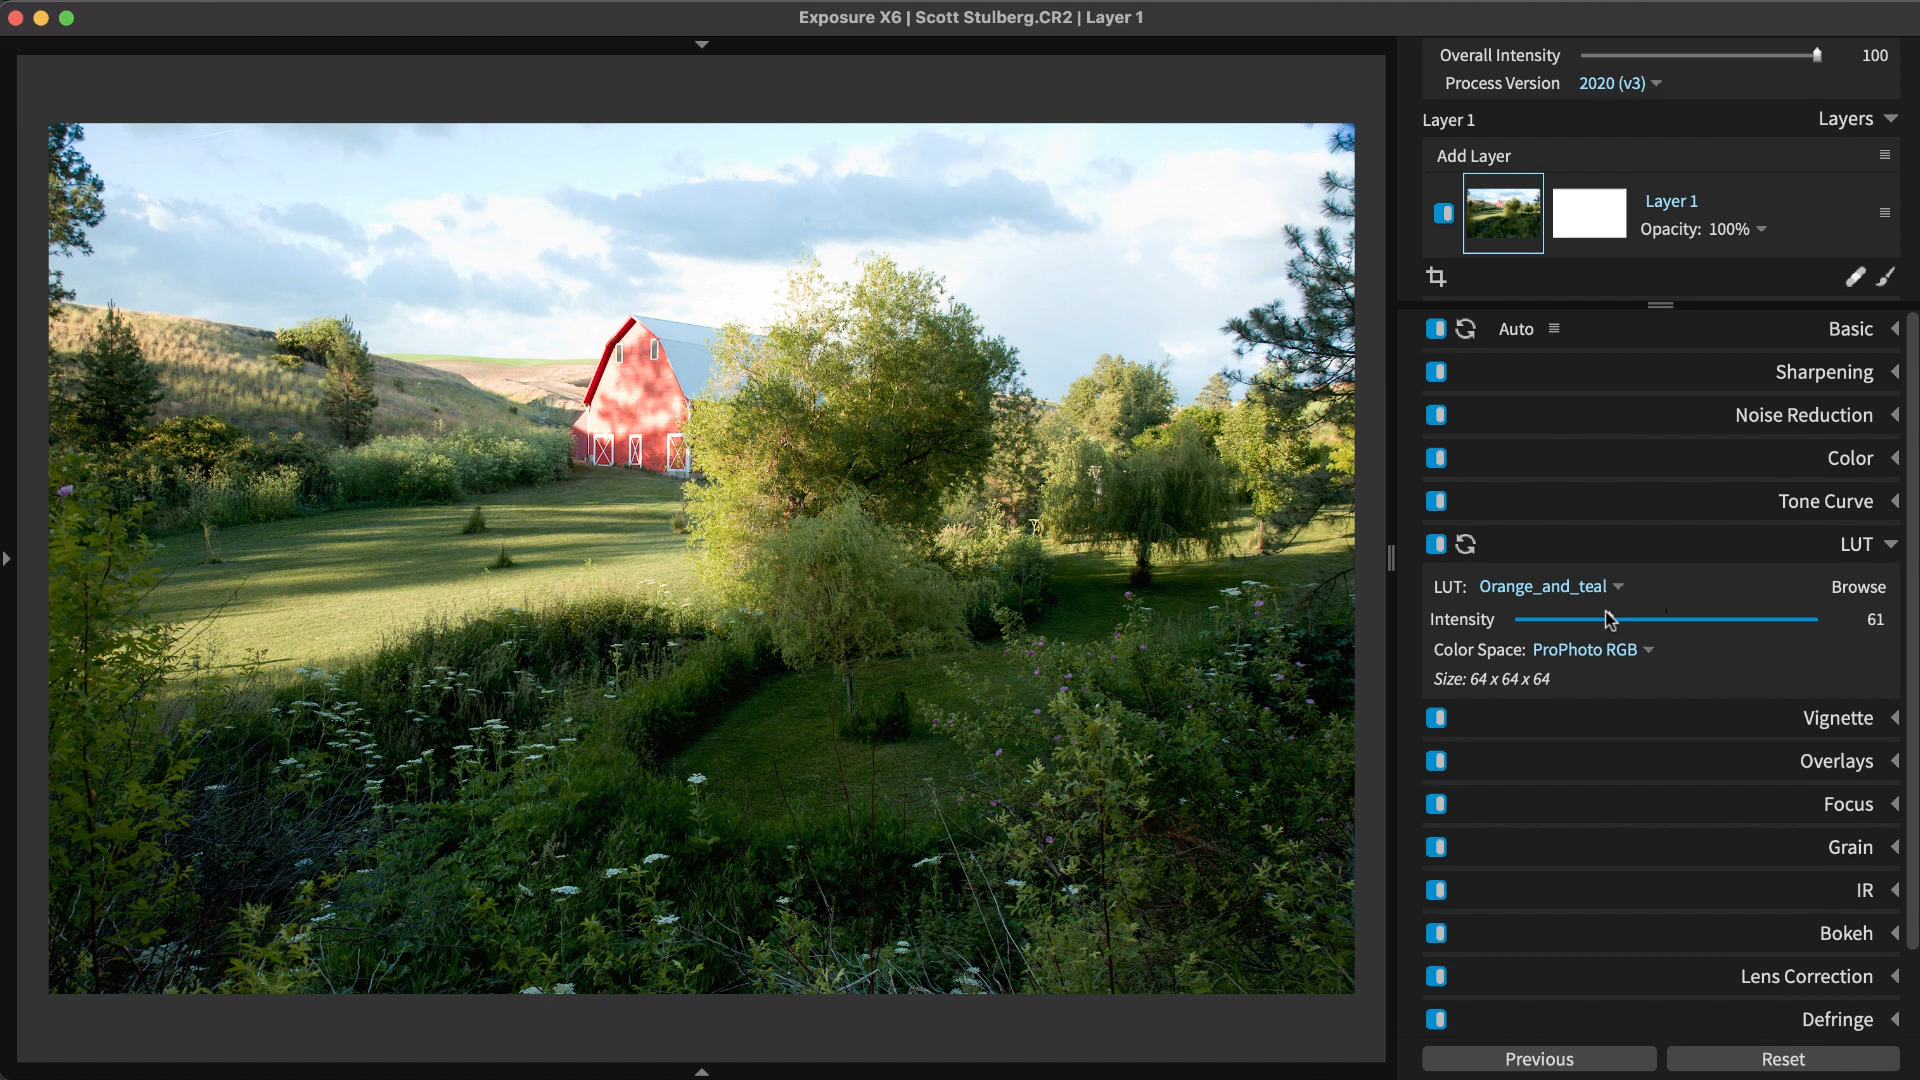 Exposure X6 | Scott Stulberg.CR2 | Layer 1
Overall Intensity 100
Process Version 2020 (v3)
Layer 1 Layers
Add Layer
Layer 1
Opacity: 100%
Auto Basic
Sharpening
Noise Reduction
Color
Tone Curve
LUT
LUT: Orange_and_teal Browse
Intensity 61
Color Space: ProPhoto RGB
Size: 64 x 64 x 64
Vignette
Overlays
Focus
Grain
IR
Bokeh
Lens Correction
Defringe
Previous Reset